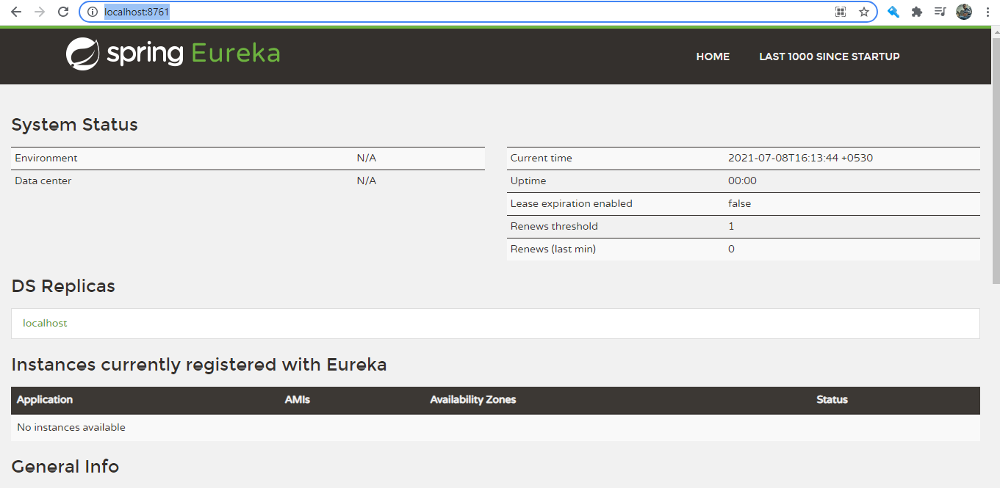 localhost:8761
spring Eureka
HOME LAST 1000 SINCE STARTUP
System Status
Environment N/A
Data center N/A
Current time 2021-07-08T16:13:44 +0530
Uptime 00:00
Lease expiration enabled false
Renews threshold 1
Renews (last min) 0
DS Replicas
localhost
Instances currently registered with Eureka
Application AMIs Availability Zones Status
No instances available
General Info